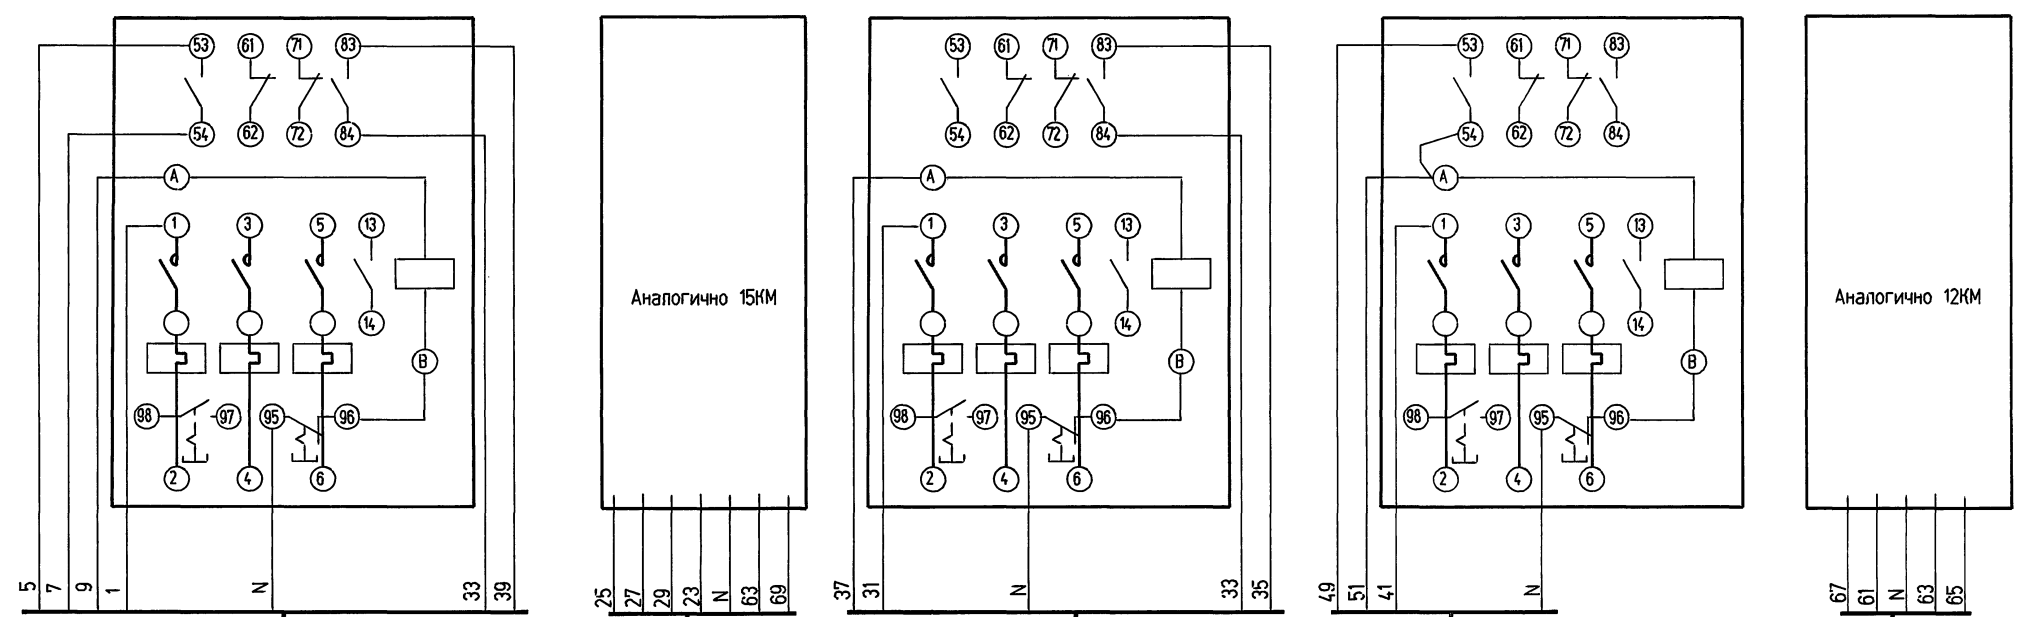 53 61 71 83
54 62 72 84
A
1 3 5 13
14
B
98 97 95 96
2 4 6
5 7 9 1 N 33 39
Аналогично 15КМ
25 27 29 23 N 63 69
53 61 71 83
54 62 72 84
A
1 3 5 13
14
B
98 97 95 96
2 4 6
37 31 N 33 35
53 61 71 83
54 62 72 84
A
1 3 5 13
14
B
98 97 95 96
2 4 6
49 51 41 N
Аналогично 12КМ
67 61 N 63 65